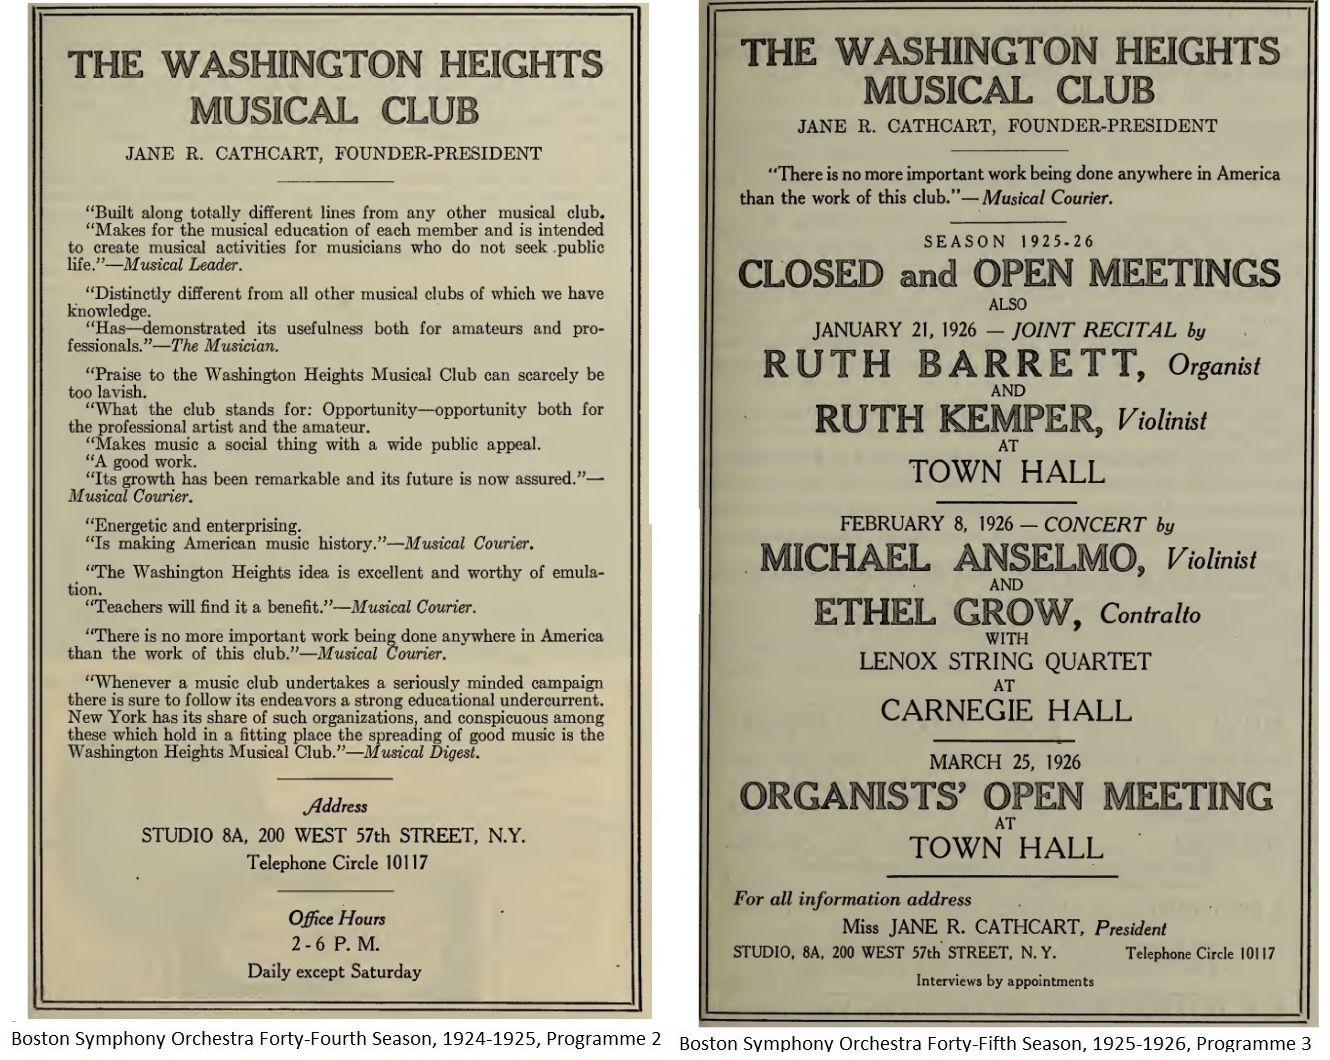 THE WASHINGTON HEIGHTS
MUSICAL CLUB
JANE R. CATHCART, FOUNDER-PRESIDENT
“Built along totally different lines from any other musical club.
“Makes for the musical education of each member and is intended
to create musical activities for musicians who do not seek public
life.”—Musical Leader.
“Distinctly different from all other musical clubs of which we have
knowledge.
“Has—demonstrated its usefulness both for amateurs and pro-
fessionals.”—The Musician.
“Praise to the Washington Heights Musical Club can scarcely be
too lavish.
“What the club stands for: Opportunity—opportunity both for
the professional artist and the amateur.
“Makes music a social thing with a wide public appeal.
“A good work.
“Its growth has been remarkable and its future is now assured.”—
Musical Courier.
“Energetic and enterprising.
“Is making American music history.”—Musical Courier.
“The Washington Heights idea is excellent and worthy of emula-
tion.
“Teachers will find it a benefit.”—Musical Courier.
“There is no more important work being done anywhere in America
than the work of this club.”—Musical Courier.
“Whenever a music club undertakes a seriously minded campaign
there is sure to follow its endeavors a strong educational undercurrent.
New York has its share of such organizations, and conspicuous among
these which hold in a fitting place the spreading of good music is the
Washington Heights Musical Club.”—Musical Digest.
Address
STUDIO 8A, 200 WEST 57th STREET, N.Y.
Telephone Circle 10117
Office Hours
2-6 P. M.
Daily except Saturday
Boston Symphony Orchestra Forty-Fourth Season, 1924-1925, Programme 2
THE WASHINGTON HEIGHTS
MUSICAL CLUB
JANE R. CATHCART, FOUNDER-PRESIDENT
“There is no more important work being done anywhere in America
than the work of this club.”—Musical Courier.
SEASON 1925-26
CLOSED and OPEN MEETINGS
ALSO
JANUARY 21, 1926 — JOINT RECITAL by
RUTH BARRETT, Organist
AND
RUTH KEMPER, Violinist
AT
TOWN HALL
FEBRUARY 8, 1926 — CONCERT by
MICHAEL ANSELMO, Violinist
AND
ETHEL GROW, Contralto
WITH
LENOX STRING QUARTET
AT
CARNEGIE HALL
MARCH 25, 1926
ORGANISTS’ OPEN MEETING
AT
TOWN HALL
For all information address
Miss JANE R. CATHCART, President
STUDIO, 8A, 200 WEST 57th STREET, N. Y. Telephone Circle 10117
Interviews by appointments
Boston Symphony Orchestra Forty-Fifth Season, 1925-1926, Programme 3